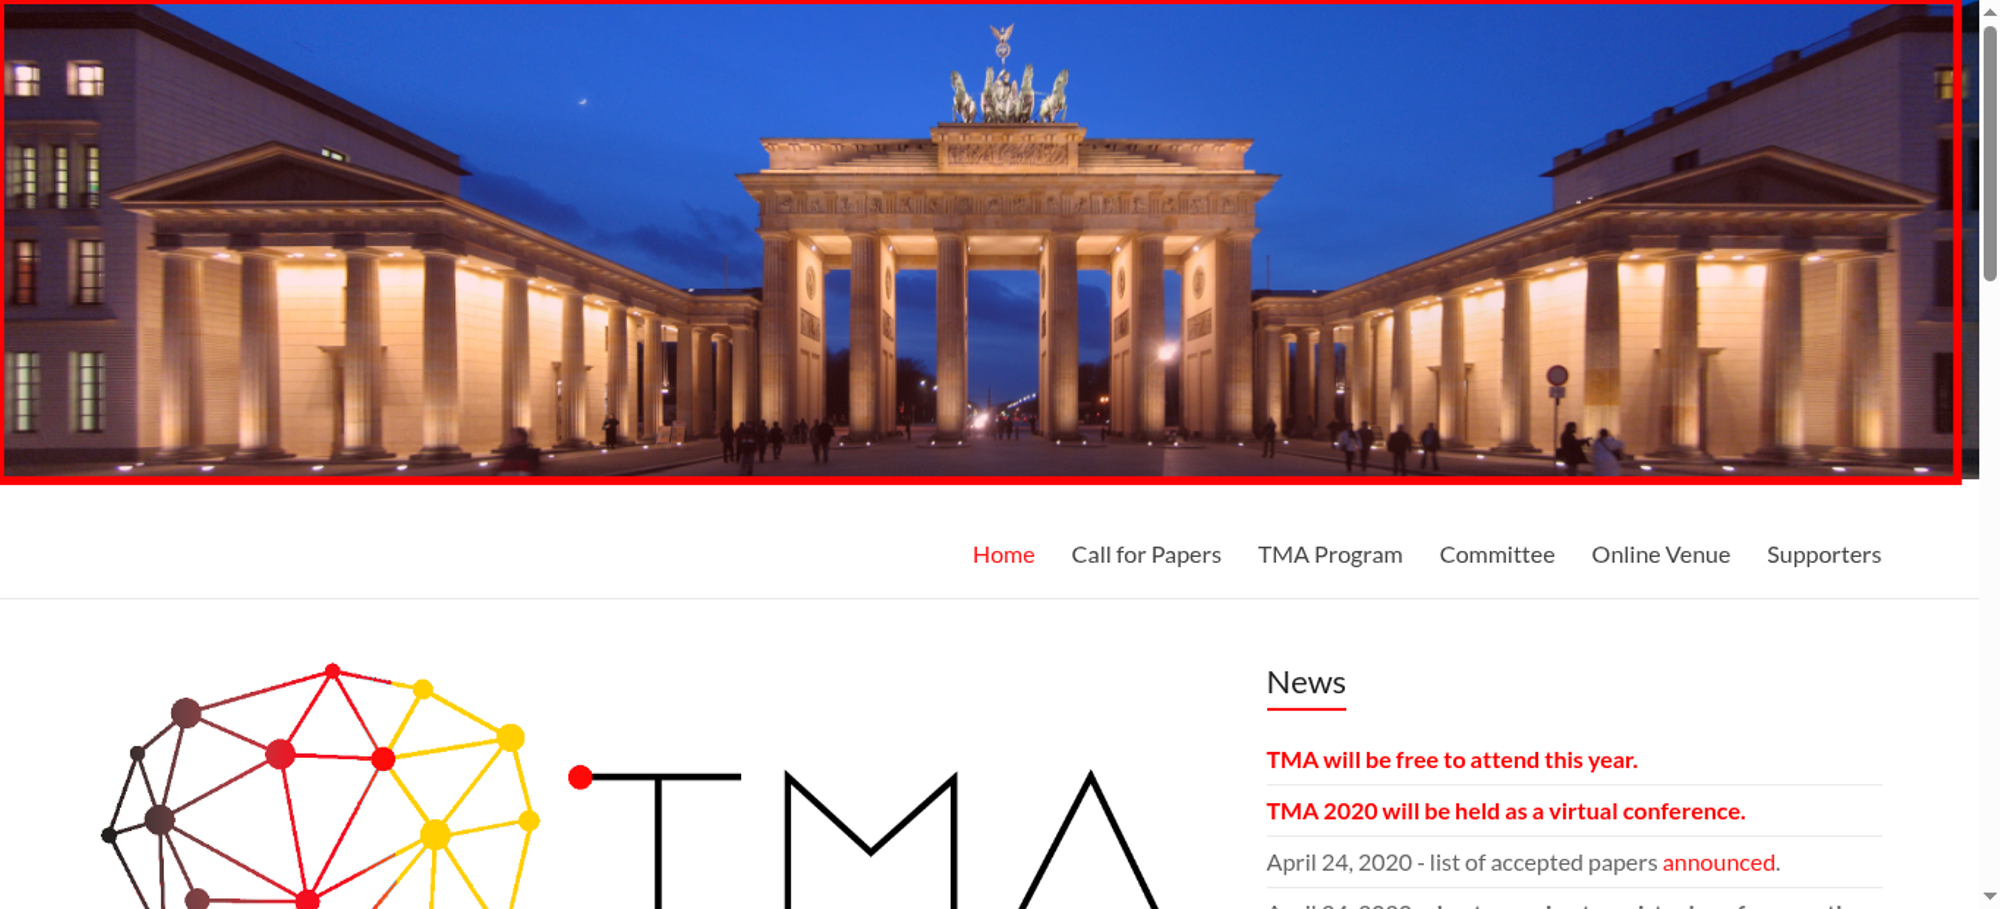 Home Call for Papers TMA Program Committee Online Venue Supporters
TMA
News
TMA will be free to attend this year.
TMA 2020 will be held as a virtual conference.
April 24, 2020 - list of accepted papers announced.